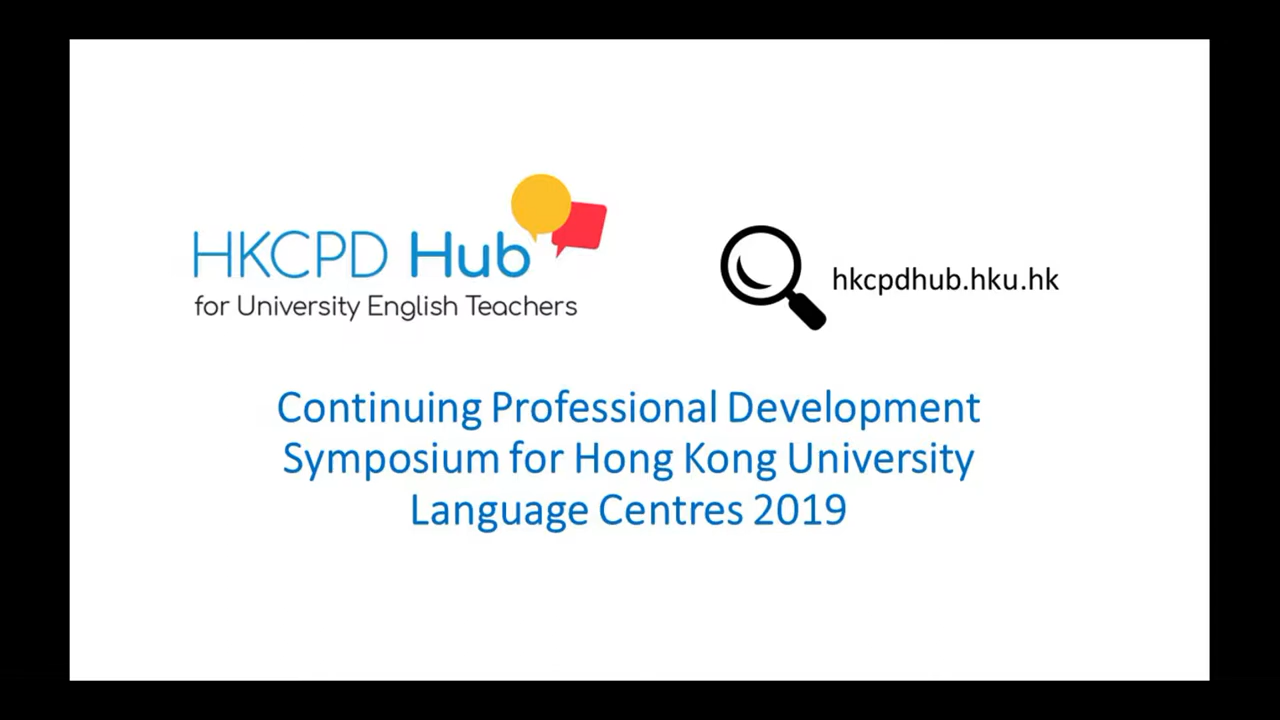 HKCPD Hub
for University English Teachers
hkcpdhub.hku.hk
Continuing Professional Development
Symposium for Hong Kong University
Language Centres 2019